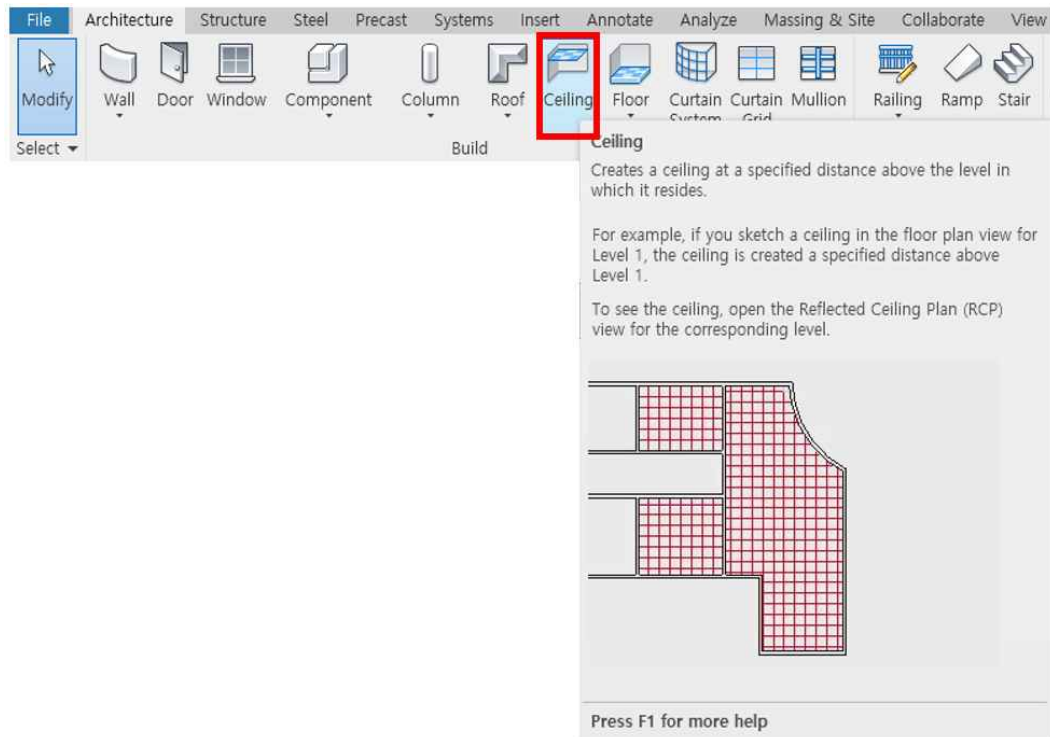 File Architecture Structure Steel Precast Systems Insert Annotate Analyze Massing & Site Collaborate View
Modify Wall Door Window Component Column Roof Ceiling Floor Curtain System Curtain Grid Mullion Railing Ramp Stair
Select Build
Ceiling
Creates a ceiling at a specified distance above the level in
which it resides.
For example, if you sketch a ceiling in the floor plan view for
Level 1, the ceiling is created a specified distance above
Level 1.
To see the ceiling, open the Reflected Ceiling Plan (RCP)
view for the corresponding level.
Press F1 for more help